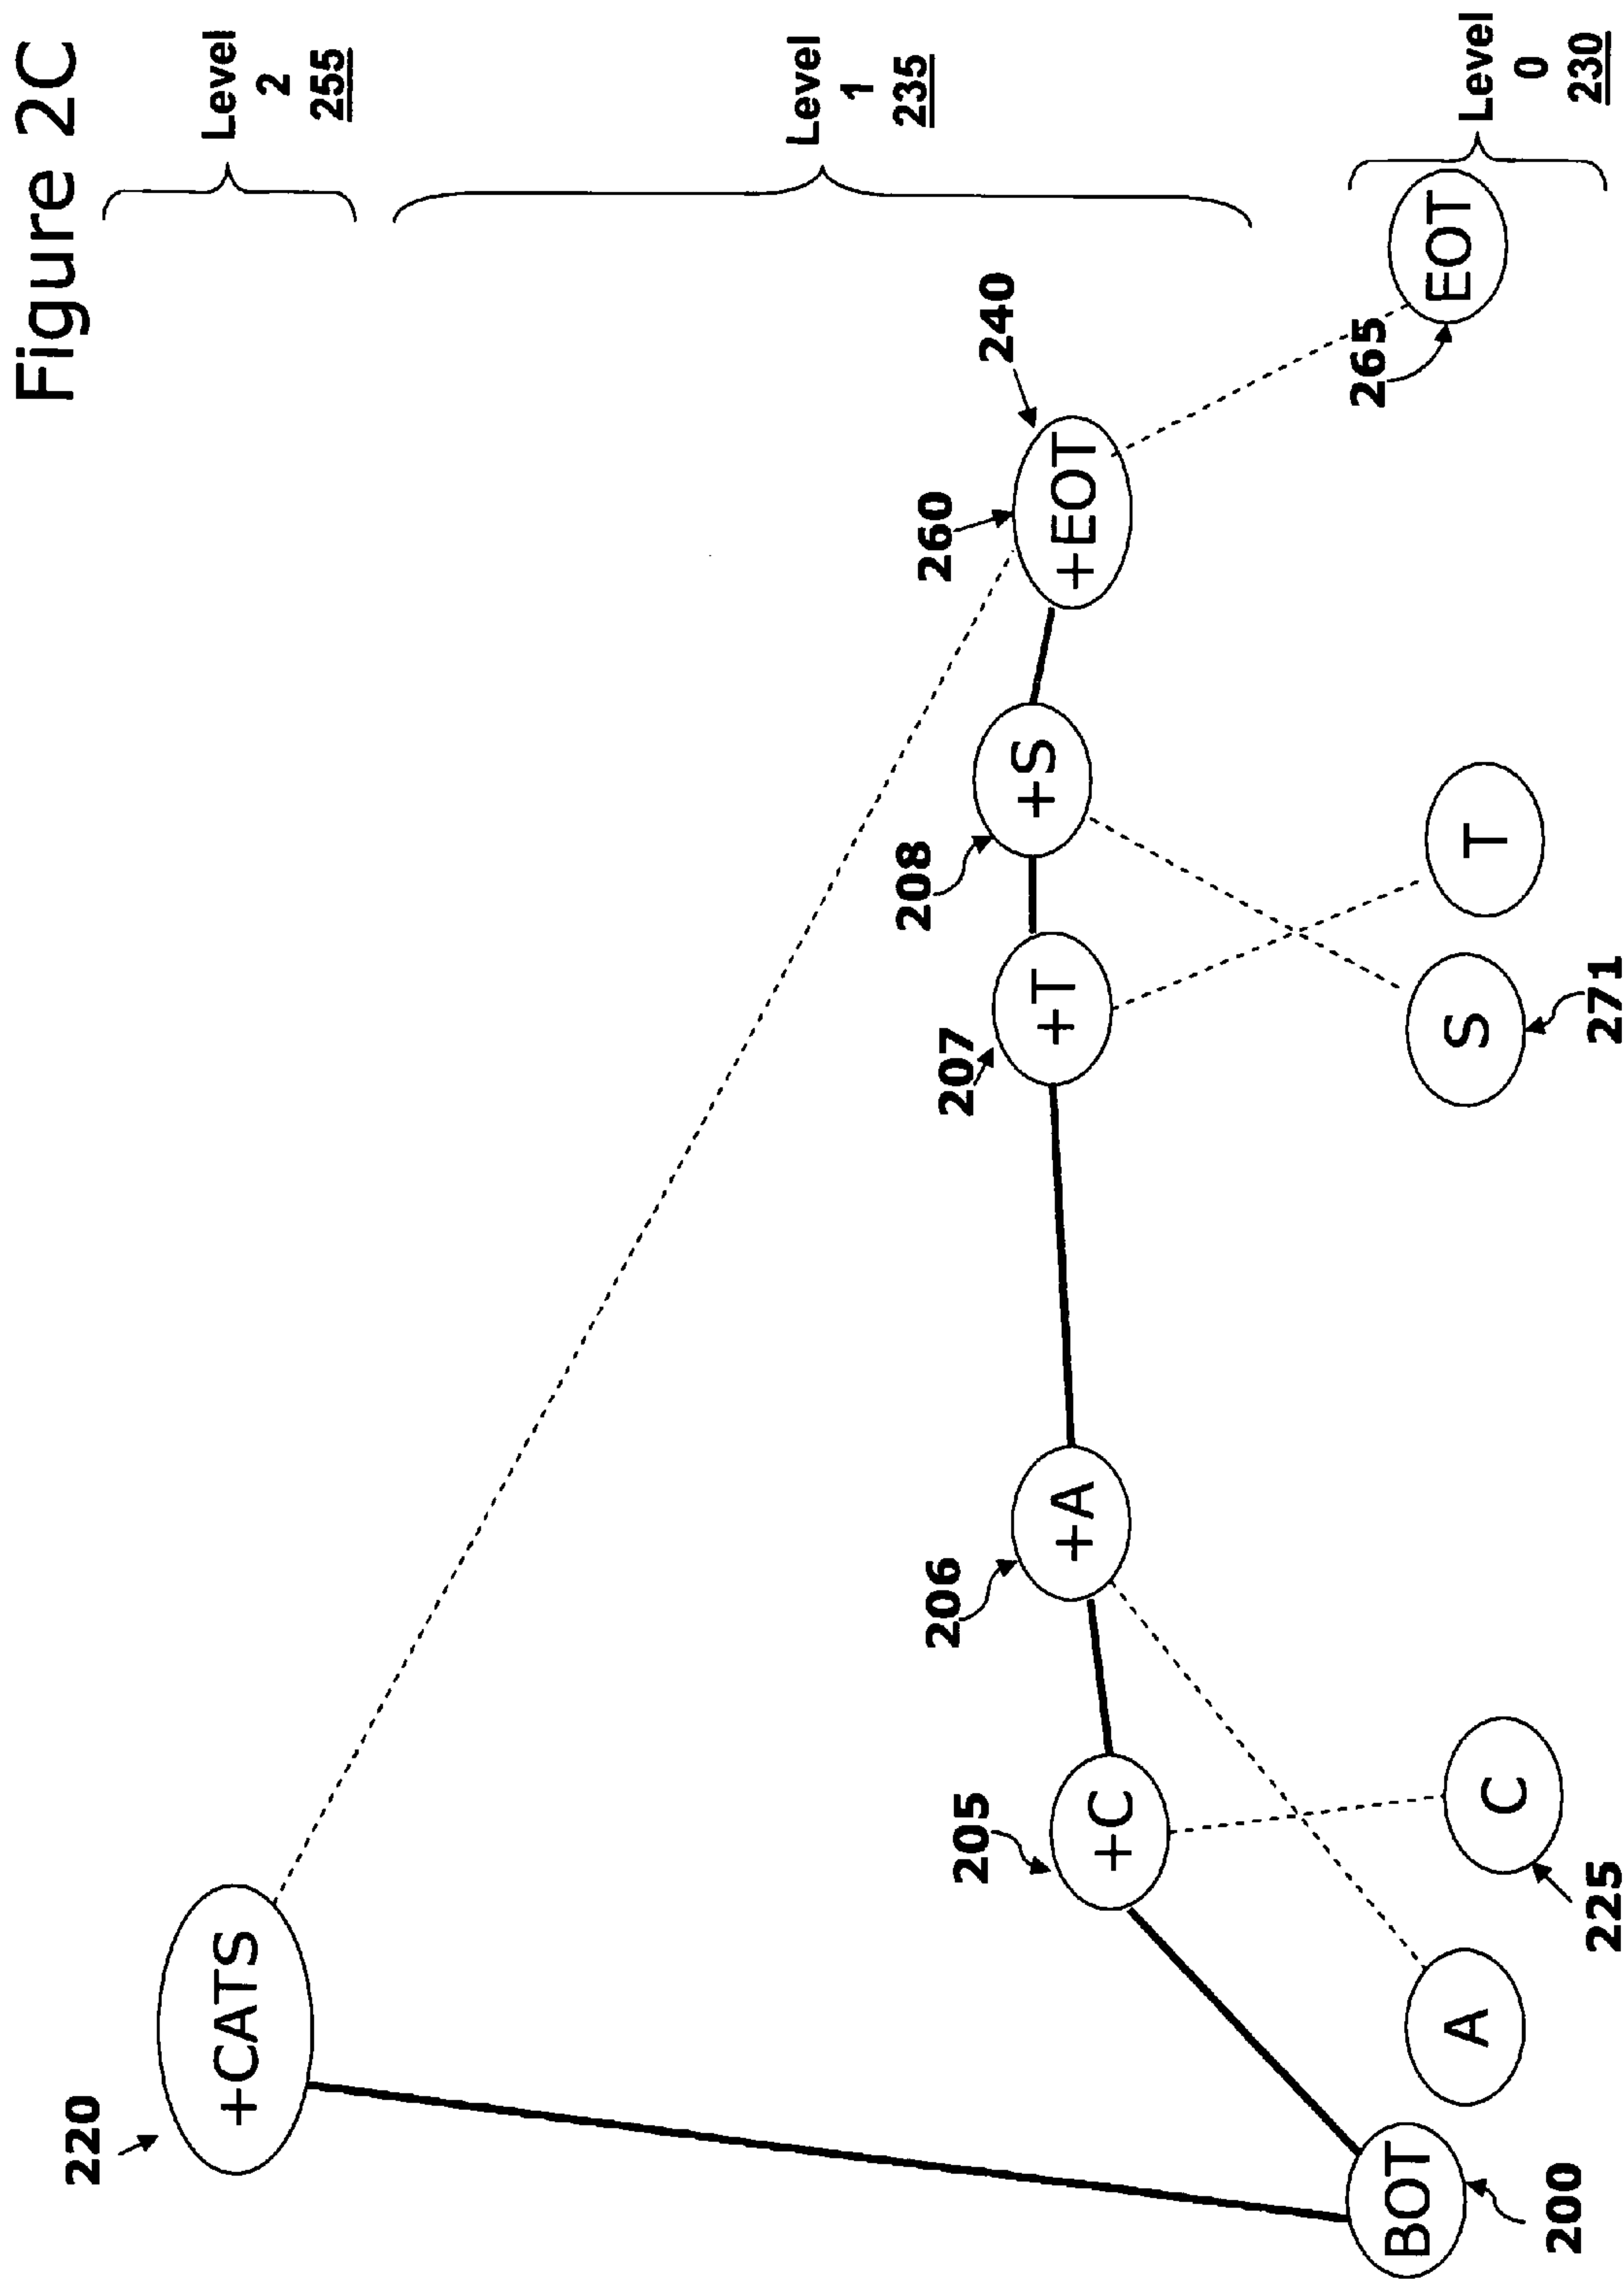 Figure 2C
Level
2
255
220
+CATS
Level
1
235
240
260
208
207
206
205
+EOT
+S
+T
+A
+C
Level
0
230
265
EOT
BOT
200
A
C
225
S
271
T